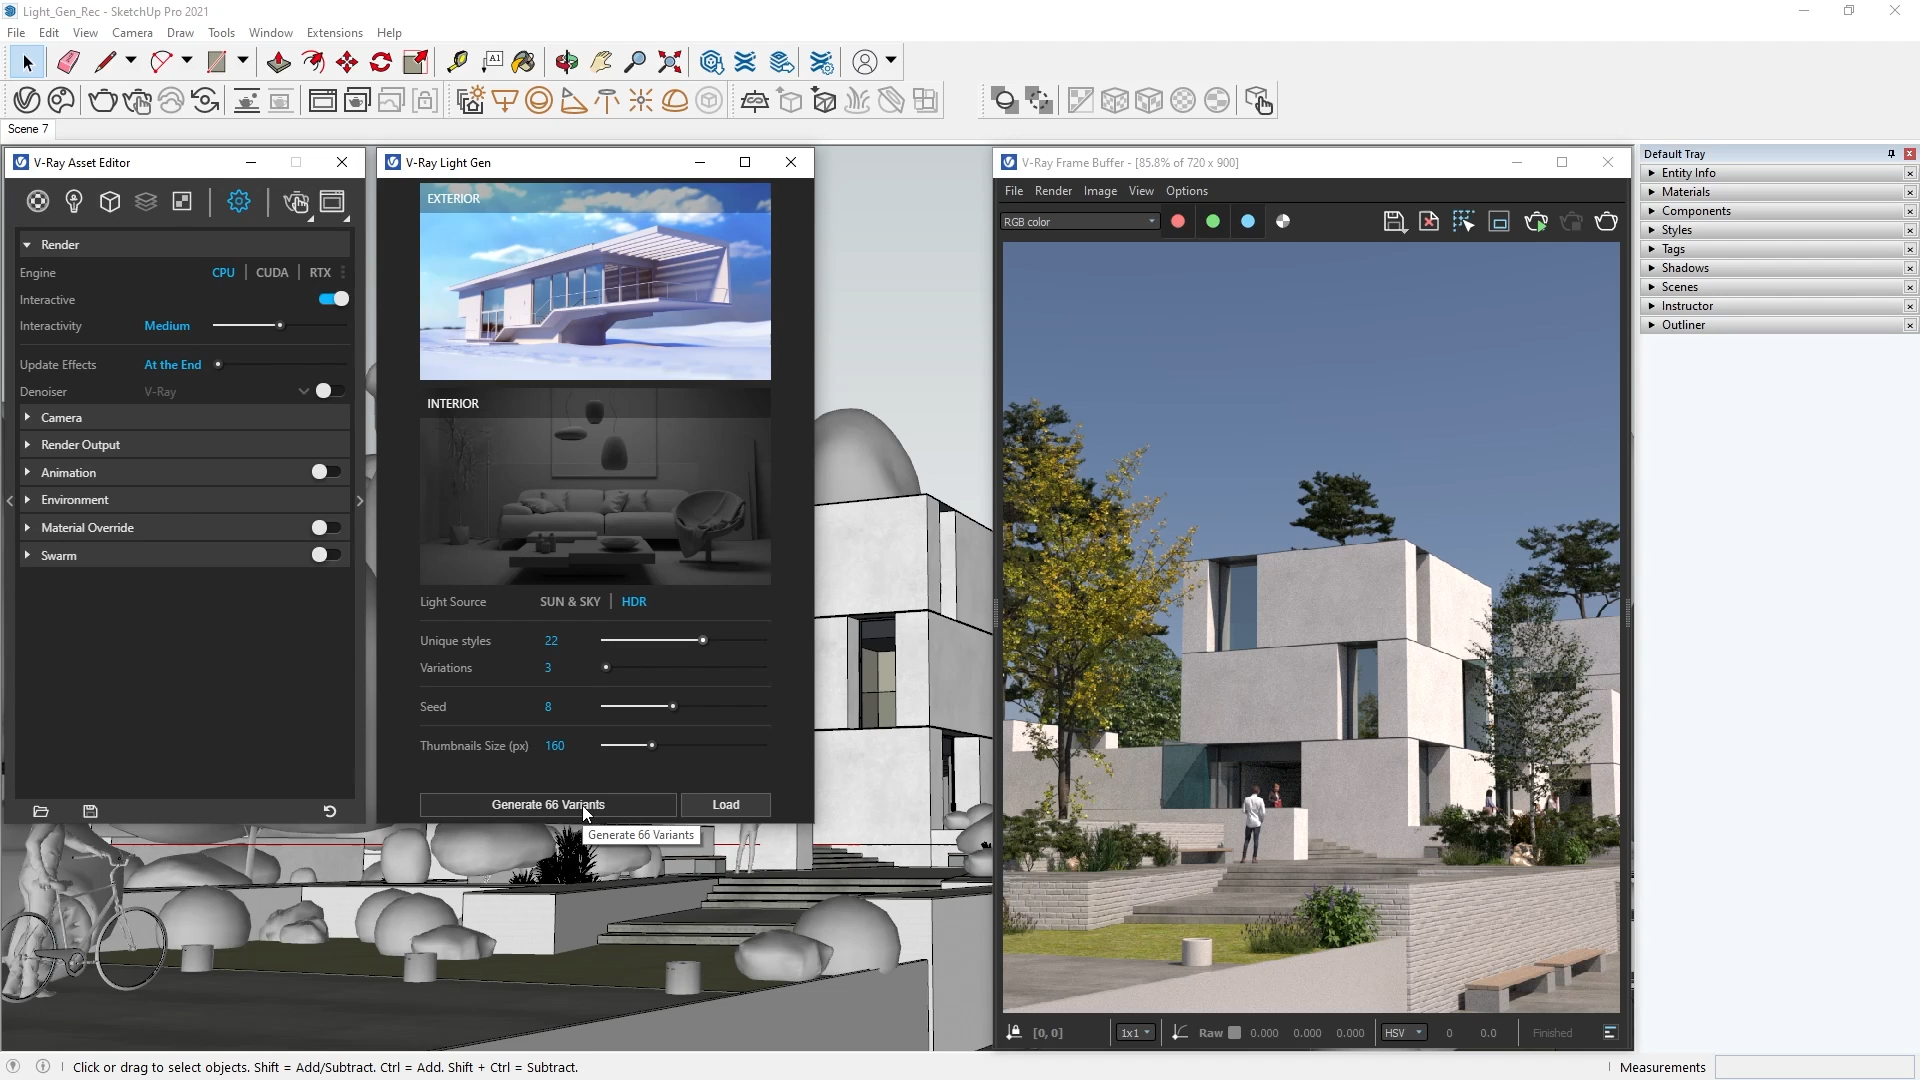 Light_Gen_Rec - SketchUp Pro 2021
File Edit View Camera Draw Tools Window Extensions Help
A1
Scene 7
V-Ray Asset Editor
Render
Engine CPU CUDA RTX
Interactive
Interactivity Medium
Update Effects At the End
Denoiser V-Ray
Camera
Render Output
Animation
Environment
Material Override
Swarm
V-Ray Light Gen
EXTERIOR
INTERIOR
Light Source SUN & SKY HDR
Unique styles 22
Variations 3
Seed 8
Thumbnails Size (px) 160
Generate 66 Variants Load
Generate 66 Variants
V-Ray Frame Buffer - [85.8% of 720 x 900]
File Render Image View Options
RGB color
[0, 0] 1x1 Raw 0.000 0.000 0.000 HSV 0 0.0 Finished
Default Tray
Entity Info
Materials
Components
Styles
Tags
Shadows
Scenes
Instructor
Outliner
Click or drag to select objects. Shift = Add/Subtract. Ctrl = Add. Shift + Ctrl = Subtract.
Measurements